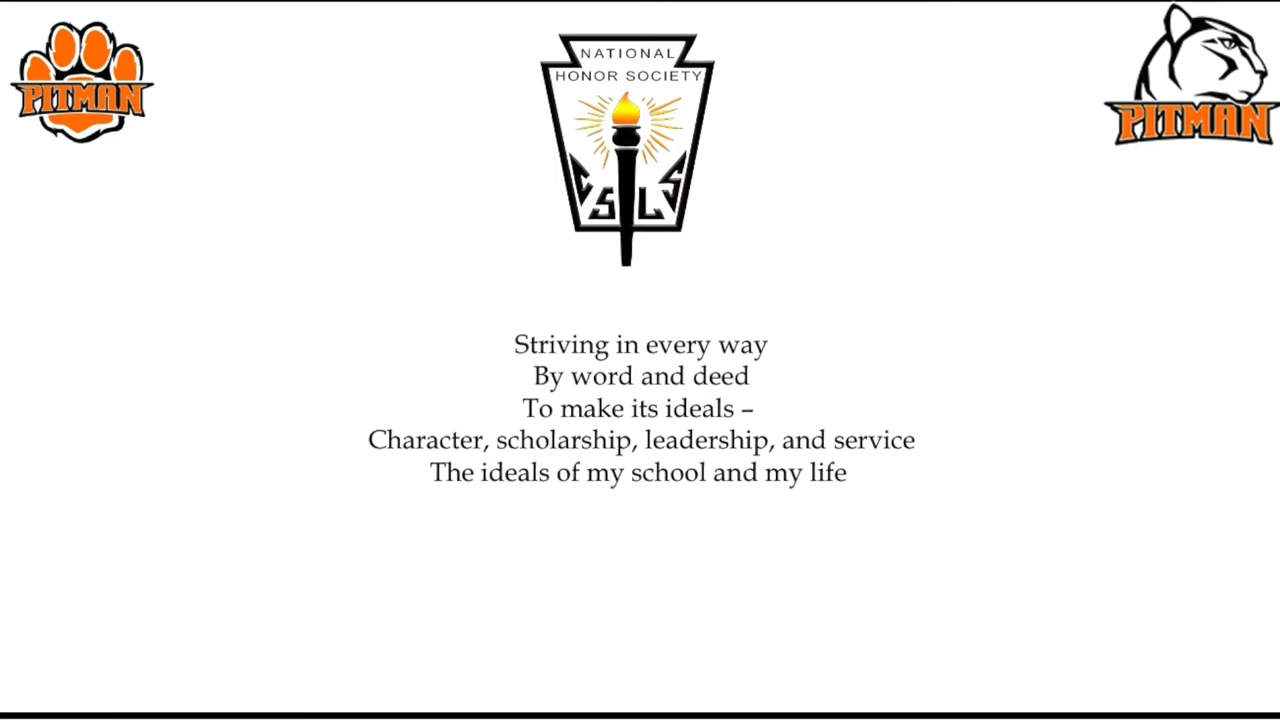 PITMAN
NATIONAL
HONOR SOCIETY
C S L S
PITMAN
Striving in every way
By word and deed
To make its ideals –
Character, scholarship, leadership, and service
The ideals of my school and my life